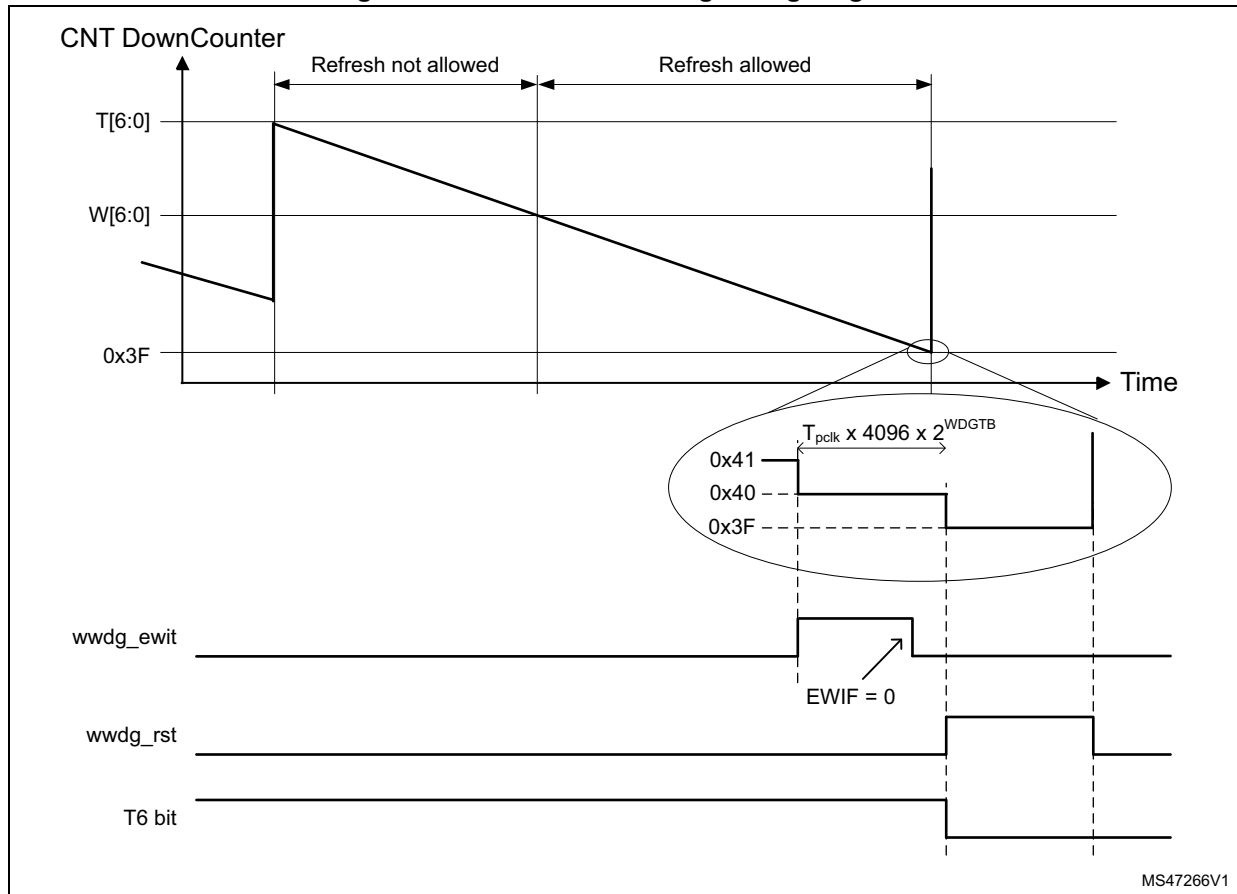 CNT DownCounter
Refresh not allowed
Refresh allowed
T[6:0]
W[6:0]
0x3F
Time
Tpclk x 4096 x 2WDGTB
0x41
0x40
0x3F
wwdg_ewit
EWIF = 0
wwdg_rst
T6 bit
MS47266V1